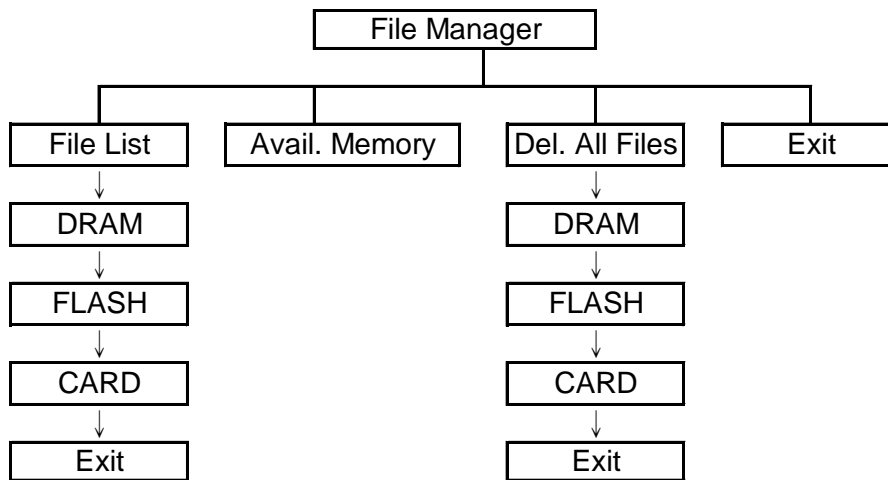 File Manager
File List
Avail. Memory
Del. All Files
Exit
DRAM
DRAM
FLASH
FLASH
CARD
CARD
Exit
Exit